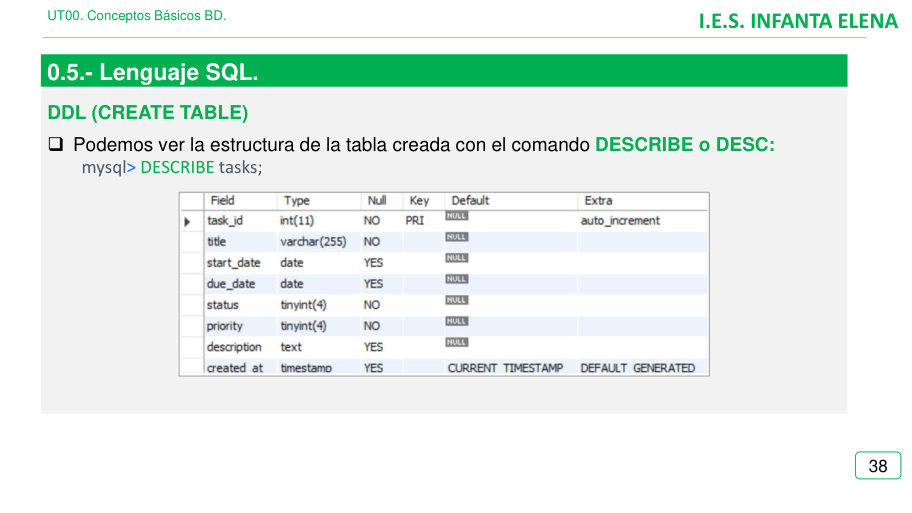 UT00. Conceptos Básicos BD.
I.E.S. INFANTA ELENA
0.5.- Lenguaje SQL.
DDL (CREATE TABLE)
❑ Podemos ver la estructura de la tabla creada con el comando DESCRIBE o DESC:
mysql> DESCRIBE tasks;
Field Type Null Key Default Extra
task_id int(11) NO PRI NULL auto_increment
title varchar(255) NO NULL
start_date date YES NULL
due_date date YES NULL
status tinyint(4) NO NULL
priority tinyint(4) NO NULL
description text YES NULL
created_at timestamp YES CURRENT_TIMESTAMP DEFAULT_GENERATED
38